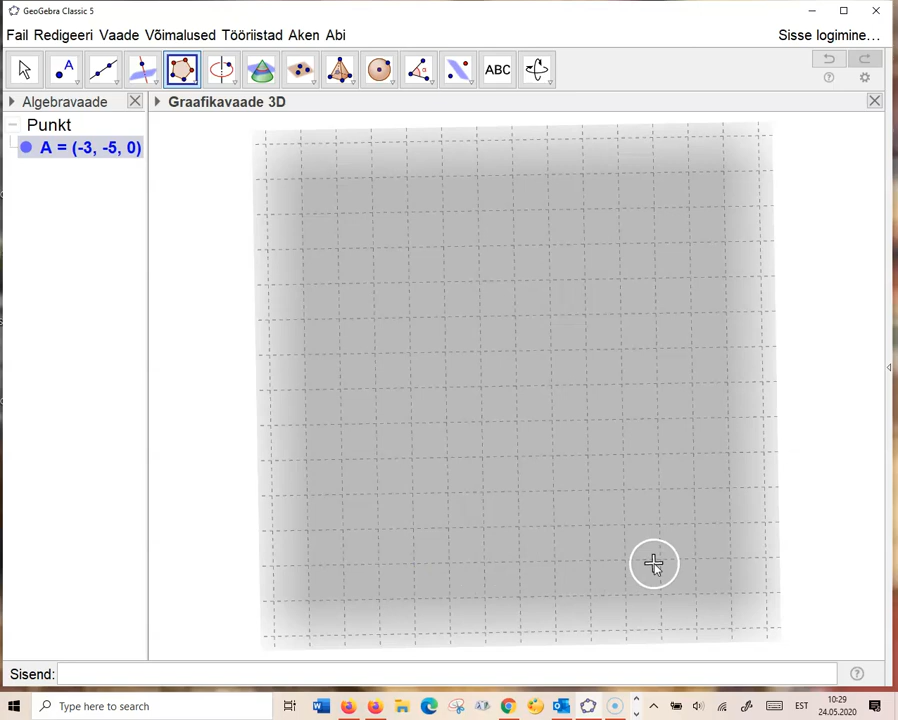 GeoGebra Classic 5
Fail Redigeeri Vaade Võimalused Tööriistad Aken Abi
Sisse logimine...
A
ABC
Algebravaade
Graafikavaade 3D
Punkt
A = (-3, -5, 0)
Sisend:
Type here to search
EST
10:29
24.05.2020